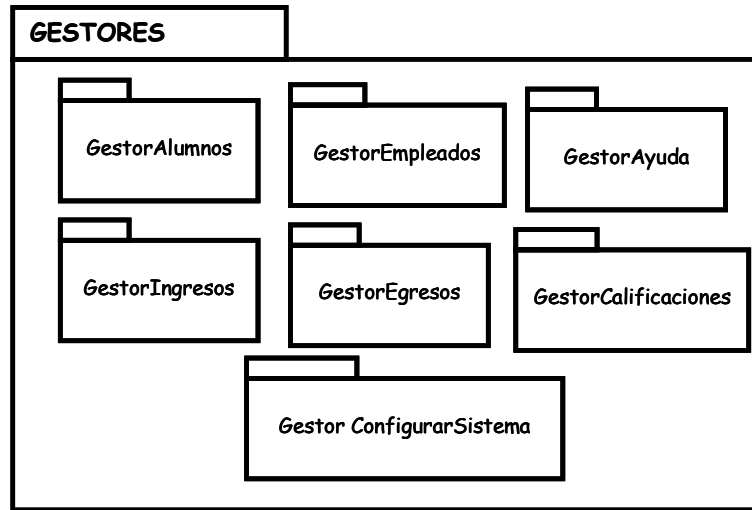 GESTORES
GestorAlumnos
GestorEmpleados
GestorAyuda
GestorIngresos
GestorEgresos
GestorCalificaciones
Gestor ConfigurarSistema